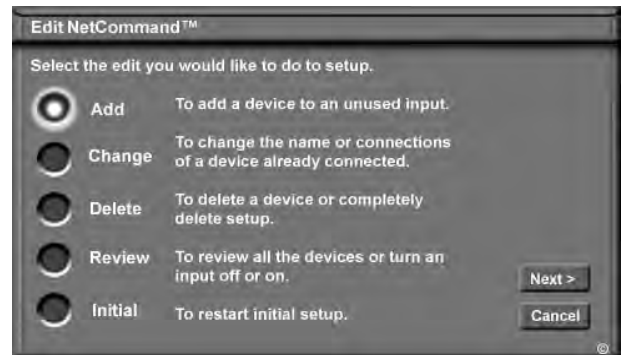 Edit NetCommand™
Select the edit you would like to do to setup.
Add To add a device to an unused input.
Change To change the name or connections
of a device already connected.
Delete To delete a device or completely
delete setup.
Review To review all the devices or turn an
input off or on.
Next >
Initial To restart initial setup.
Cancel
©